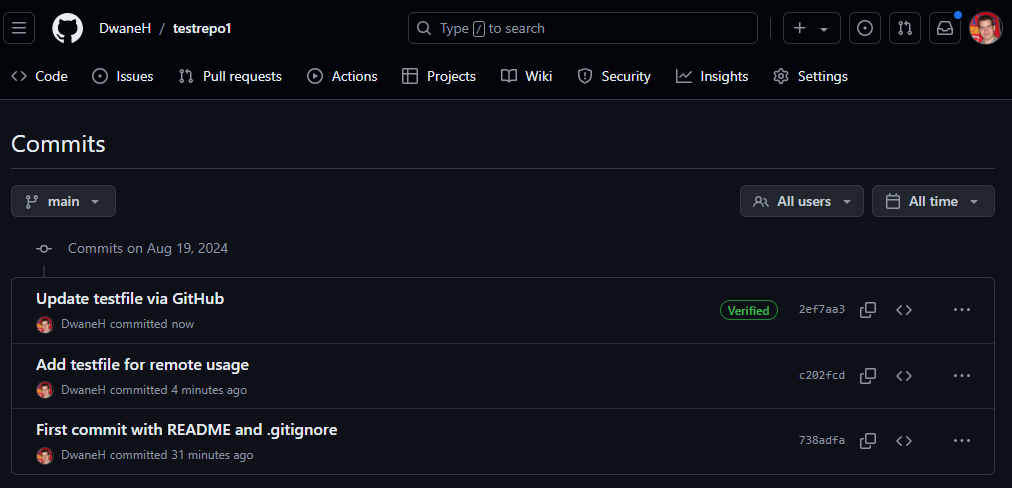 DwaneH / testrepo1
Type / to search
Code Issues Pull requests Actions Projects Wiki Security Insights Settings
Commits
main All users All time
Commits on Aug 19, 2024
Update testfile via GitHub
DwaneH committed now
Verified 2ef7aa3
Add testfile for remote usage
DwaneH committed 4 minutes ago
c202fcd
First commit with README and .gitignore
DwaneH committed 31 minutes ago
738adfa